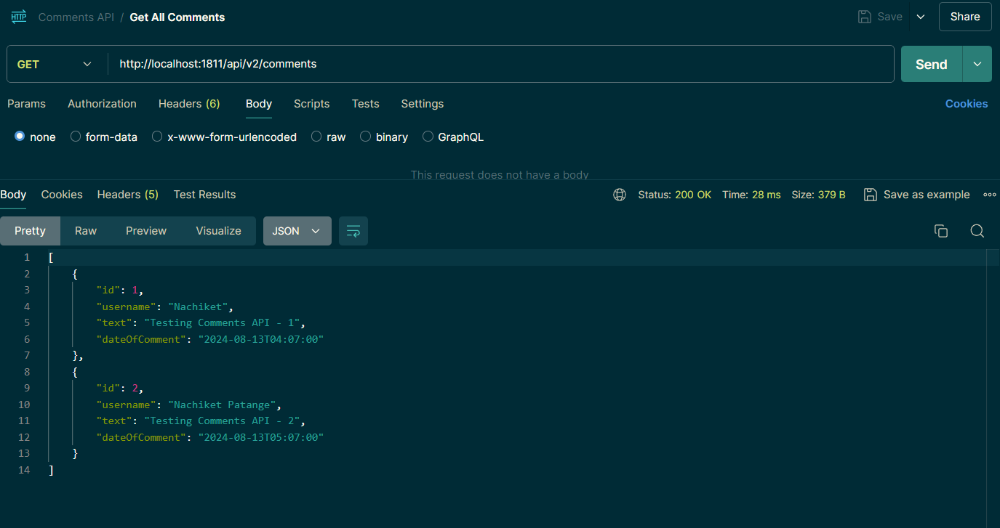 HTTP Comments API / Get All Comments Save Share
GET http://localhost:1811/api/v2/comments Send
Params Authorization Headers (6) Body Scripts Tests Settings Cookies
none form-data x-www-form-urlencoded raw binary GraphQL
This request does not have a body
Body Cookies Headers (5) Test Results Status: 200 OK Time: 28 ms Size: 379 B Save as example
Pretty Raw Preview Visualize JSON
1 [
2 {
3 "id": 1,
4 "username": "Nachiket",
5 "text": "Testing Comments API - 1",
6 "dateOfComment": "2024-08-13T04:07:00"
7 },
8 {
9 "id": 2,
10 "username": "Nachiket Patange",
11 "text": "Testing Comments API - 2",
12 "dateOfComment": "2024-08-13T05:07:00"
13 }
14 ]